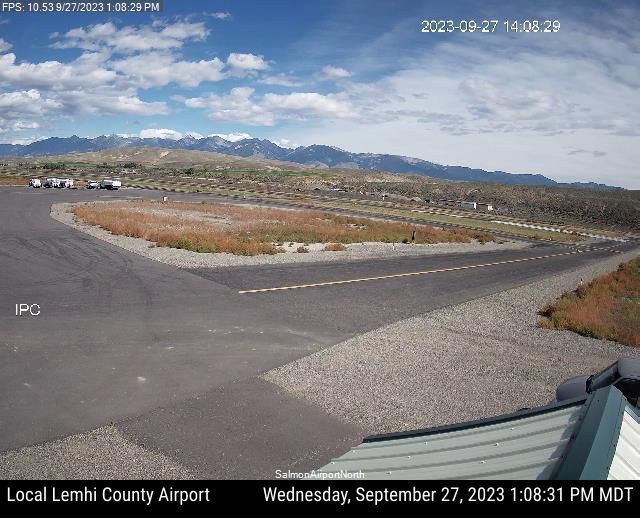 FPS: 10.53 9/27/2023 1:08:29 PM
2023-09-27 14:08:29
IPC
SalmonAirportNorth
Local Lemhi County Airport
Wednesday, September 27, 2023 1:08:31 PM MDT